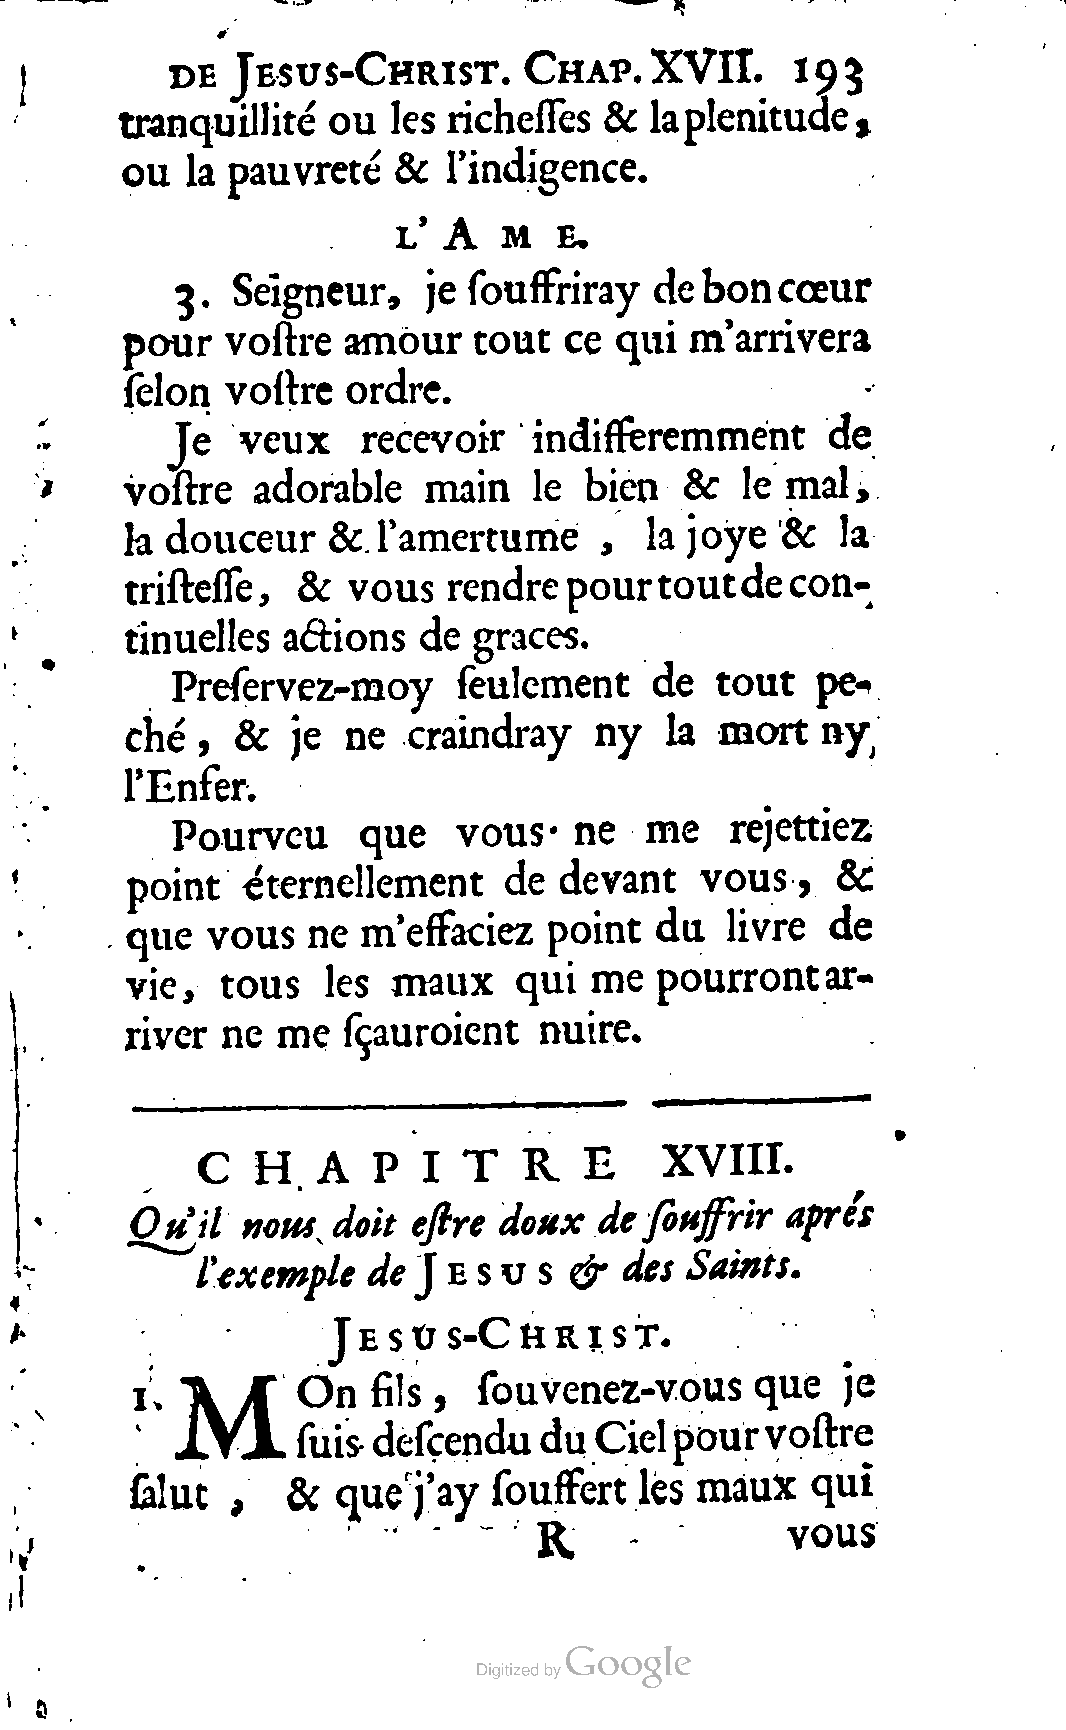 DE JESUS-CHRIST. CHAP. XVII. 193
tranquillité ou les richeſſes & laplenitude,
ou la pauvreté & l'indigence.
L'AME.
3. Seigneur, je ſouffriray de bon cœur
pour voſtre amour tout ce qui m'arrivera
ſelon voſtre ordre.
Je veux recevoir indifferemment de
voſtre adorable main le bien & le mal,
la douceur & l'amertume , la joye & la
triſteſſe, & vous rendre pour tout de con-
tinuelles actions de graces.
Preſervez-moy ſeulement de tout pe-
ché , & je ne craindray ny la mort ny
l'Enfer.
Pourveu que vous ne me rejettiez
point éternellement de devant vous , &
que vous ne m'effaciez point du livre de
vie, tous les maux qui me pourront ar-
river ne me ſçauroient nuire.
CHAPITRE XVIII.
Qu'il nous doit eſtre doux de ſouffrir aprés
l'exemple de JESUS & des Saints.
JESUS-CHRIST.
1. MOn fils , ſouvenez-vous que je
ſuis deſcendu du Ciel pour voſtre
ſalut , & que j'ay ſouffert les maux qui
R vous
Digitized by Google